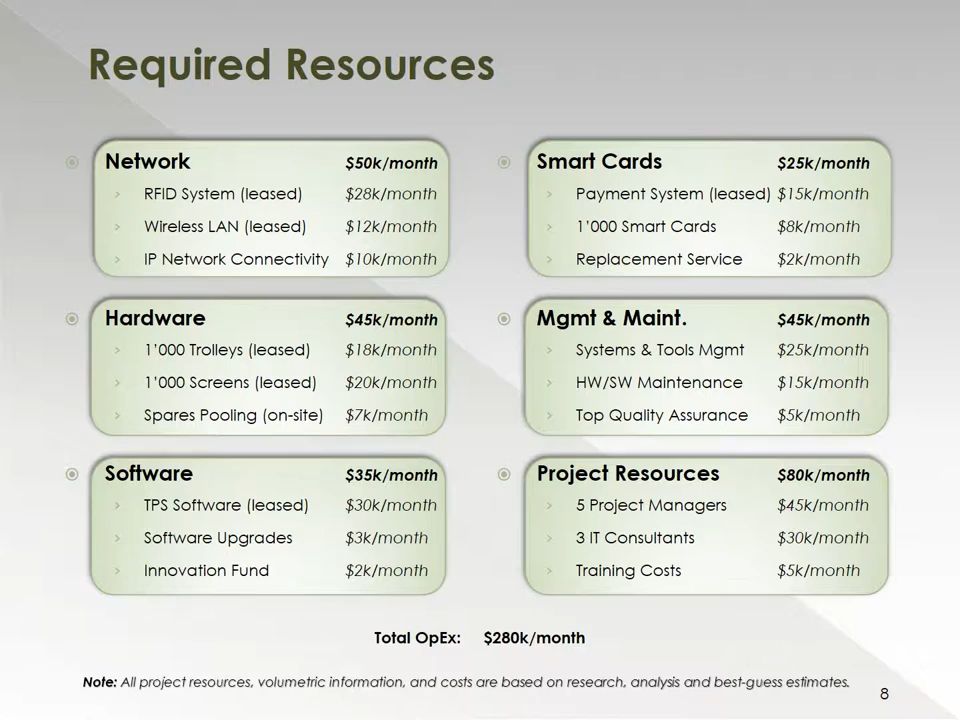 Required Resources
Network $50k/month
RFID System (leased) $28k/month
Wireless LAN (leased) $12k/month
IP Network Connectivity $10k/month
Hardware $45k/month
1’000 Trolleys (leased) $18k/month
1’000 Screens (leased) $20k/month
Spares Pooling (on-site) $7k/month
Software $35k/month
TPS Software (leased) $30k/month
Software Upgrades $3k/month
Innovation Fund $2k/month
Smart Cards $25k/month
Payment System (leased) $15k/month
1’000 Smart Cards $8k/month
Replacement Service $2k/month
Mgmt & Maint. $45k/month
Systems & Tools Mgmt $25k/month
HW/SW Maintenance $15k/month
Top Quality Assurance $5k/month
Project Resources $80k/month
5 Project Managers $45k/month
3 IT Consultants $30k/month
Training Costs $5k/month
Total OpEx: $280k/month
Note: All project resources, volumetric information, and costs are based on research, analysis and best-guess estimates.
8